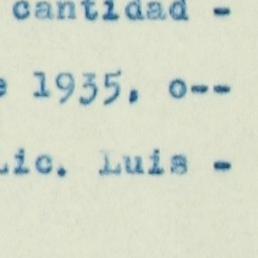 cantidad -
e 1935, o--
Lic. Luis -